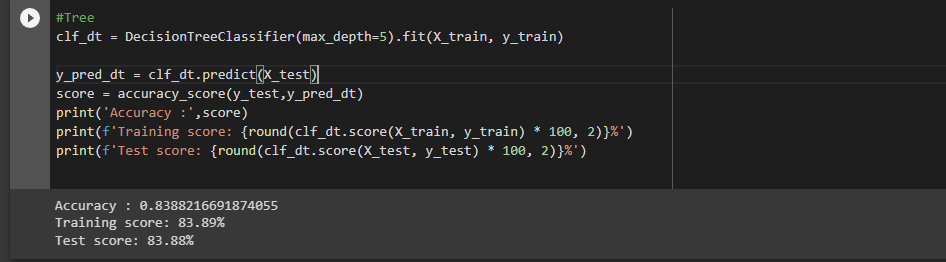 #Tree
clf_dt = DecisionTreeClassifier(max_depth=5).fit(X_train, y_train)
y_pred_dt = clf_dt.predict(X_test)
score = accuracy_score(y_test,y_pred_dt)
print('Accuracy :',score)
print(f'Training score: {round(clf_dt.score(X_train, y_train) * 100, 2)}%')
print(f'Test score: {round(clf_dt.score(X_test, y_test) * 100, 2)}%')
Accuracy : 0.8388216691874055
Training score: 83.89%
Test score: 83.88%